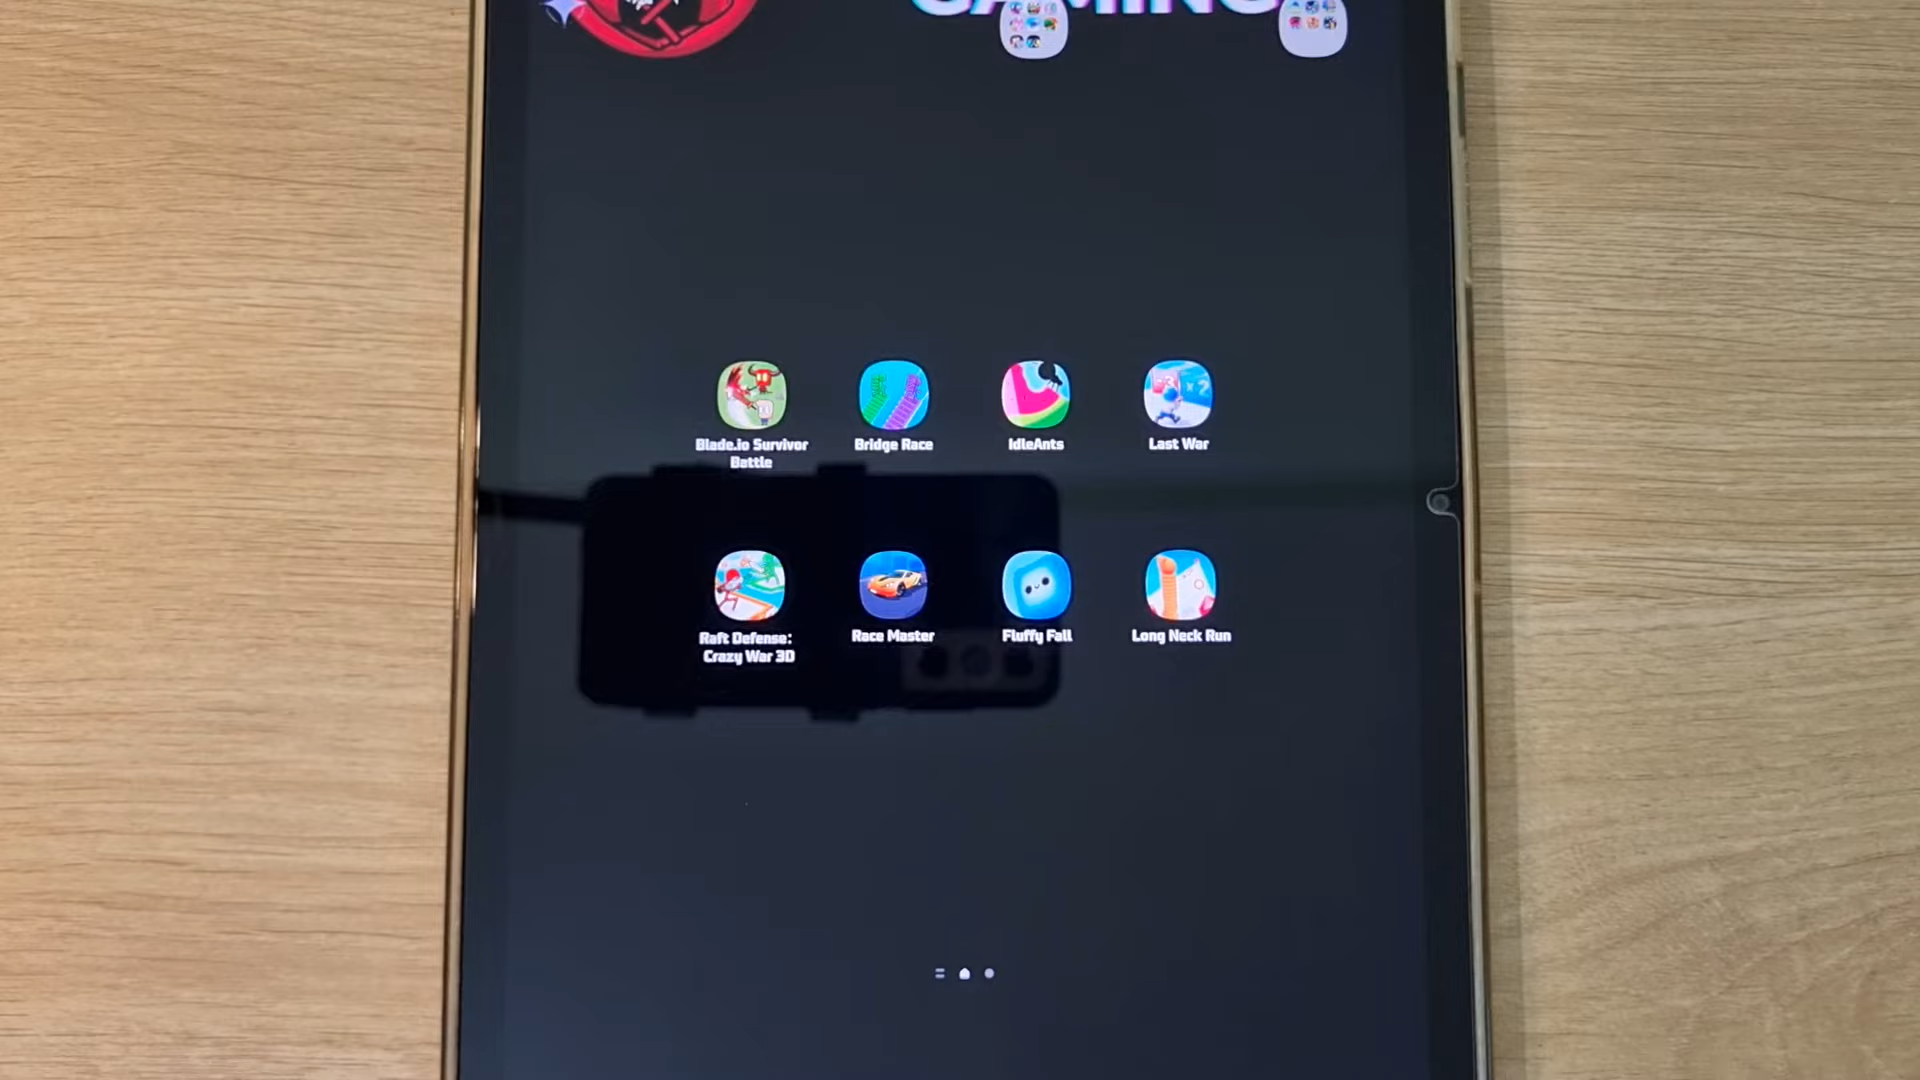 GAMING
Blade.io Survivor
Battle
Bridge Race
IdleAnts
Last War
Raft Defense:
Crazy War 3D
Race Master
Fluffy Fall
Long Neck Run